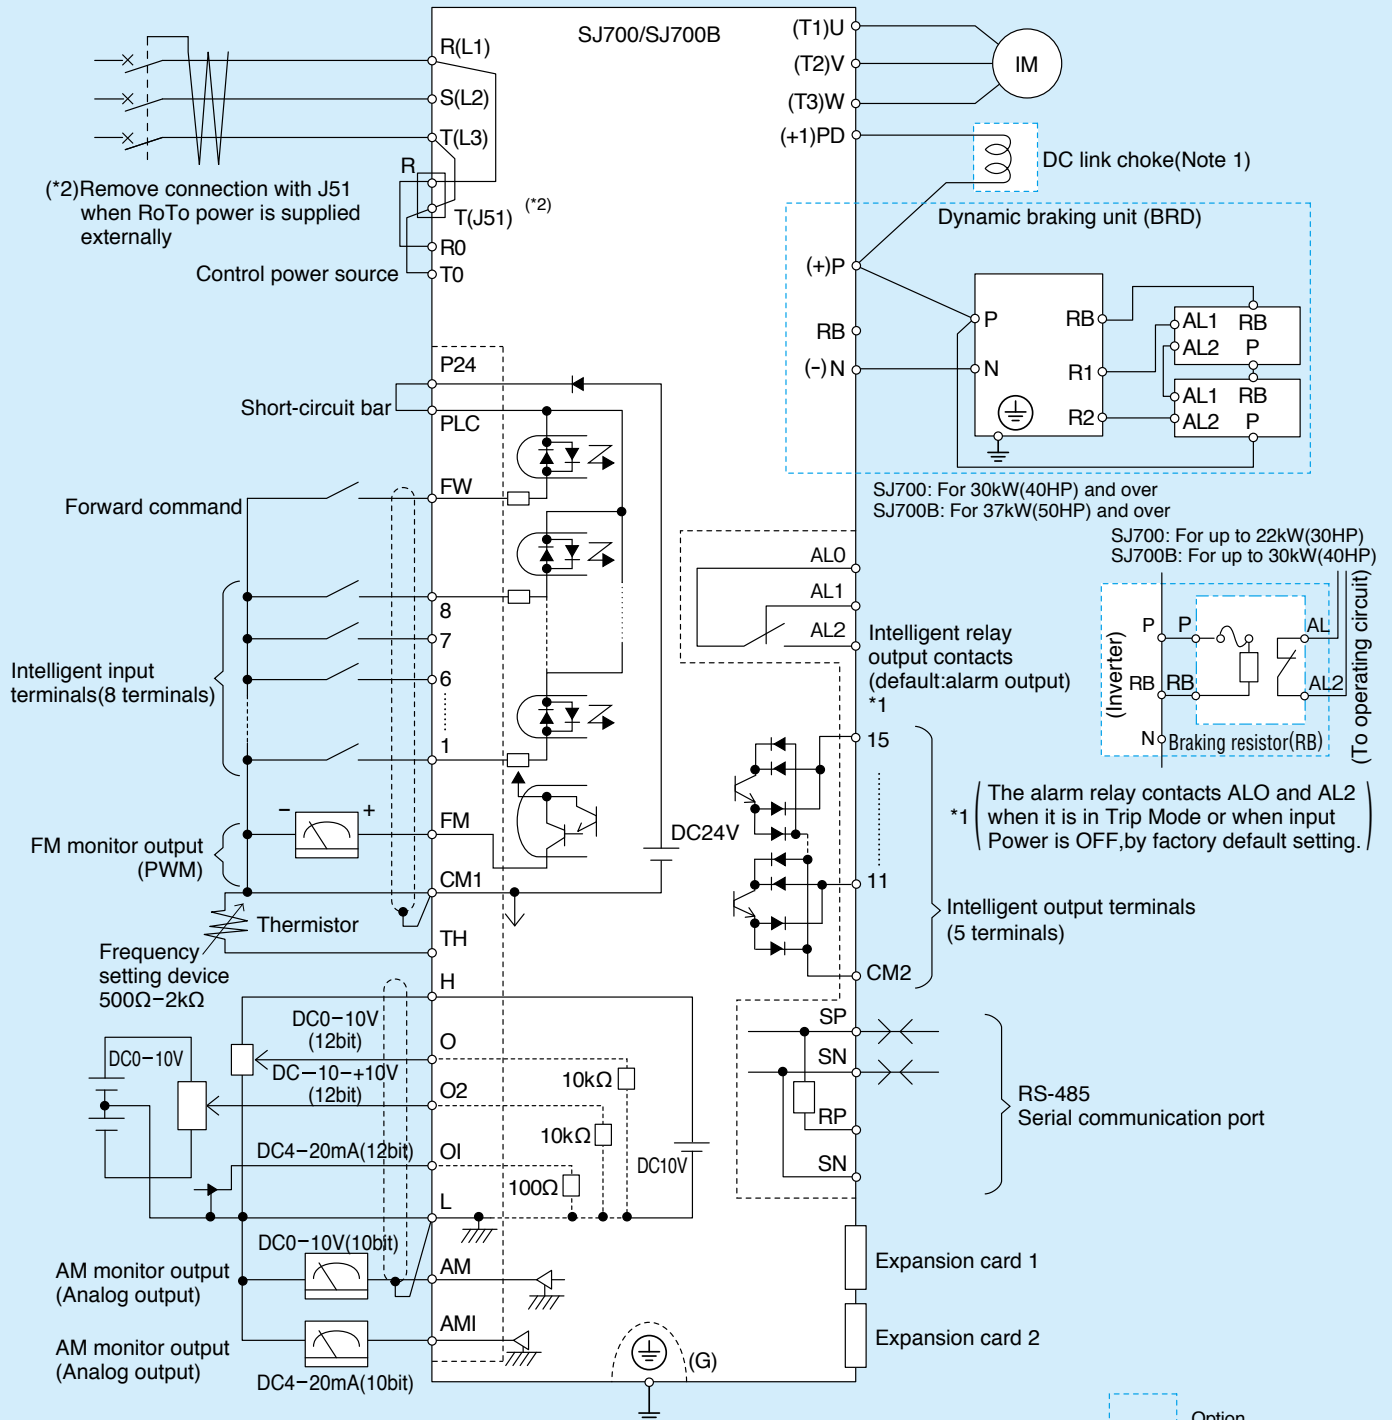 SJ700/SJ700B
R(L1)
S(L2)
T(L3)
R
T(J51) (*2)
R0
T0
(*2)Remove connection with J51
when RoTo power is supplied
externally
Control power source
(T1)U
(T2)V
(T3)W
IM
(+1)PD
DC link choke(Note 1)
Dynamic braking unit (BRD)
(+)P
RB
(−)N
P
N
RB
R1
R2
AL1 RB
AL2 P
AL1 RB
AL2 P
SJ700: For 30kW(40HP) and over
SJ700B: For 37kW(50HP) and over
SJ700: For up to 22kW(30HP)
SJ700B: For up to 30kW(40HP)
(Inverter)
P
RB
N
P
RB
AL
AL2
Braking resistor(RB)
(To operating circuit)
P24
Short-circuit bar
PLC
Forward command
FW
8
7
6
1
Intelligent input
terminals(8 terminals)
− +
FM monitor output
(PWM)
FM
CM1
Thermistor
TH
DC24V
AL0
AL1
AL2
Intelligent relay
output contacts
(default:alarm output)
*1
*1
The alarm relay contacts ALO and AL2
when it is in Trip Mode or when input
Power is OFF,by factory default setting.
15
11
CM2
Intelligent output terminals
(5 terminals)
Frequency
setting device
500Ω−2kΩ
H
DC0−10V
(12bit)
O
DC0−10V
DC−10−+10V
(12bit)
O2
DC4−20mA(12bit)
OI
L
10kΩ
10kΩ
100Ω
DC10V
DC0−10V(10bit)
AM monitor output
(Analog output)
AM
AM monitor output
(Analog output)
AMI
DC4−20mA(10bit)
(G)
SP
SN
RP
SN
RS-485
Serial communication port
Expansion card 1
Expansion card 2
Option